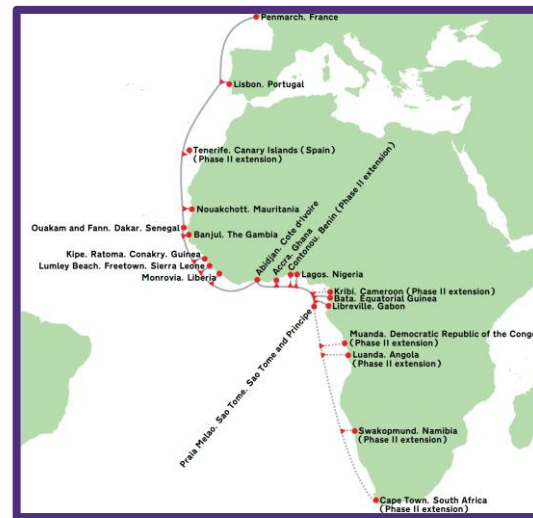 Penmarch. France
Lisbon. Portugal
Tenerife. Canary Islands (Spain)
(Phase II extension)
Nouakchott. Mauritania
Ouakam and Fann. Dakar. Senegal
Banjul. The Gambia
Kipe. Ratoma. Conakry. Guinea
Lumley Beach. Freetown. Sierra Leone
Monrovia. Liberia
Abidjan. Cote d'Ivoire
Accra. Ghana
Contonou. Benin (Phase II extension)
Lagos. Nigeria
Kribi. Cameroon (Phase II extension)
Bata. Equatorial Guinea
Libreville. Gabon
Praia Melao. Sao Tome. Sao Tome and Principe
Muanda. Democratic Republic of the Cong
(Phase II extension)
Luanda. Angola
(Phase II extension)
Swakopmund. Namibia
(Phase II extension)
Cape Town. South Africa
(Phase II extension)